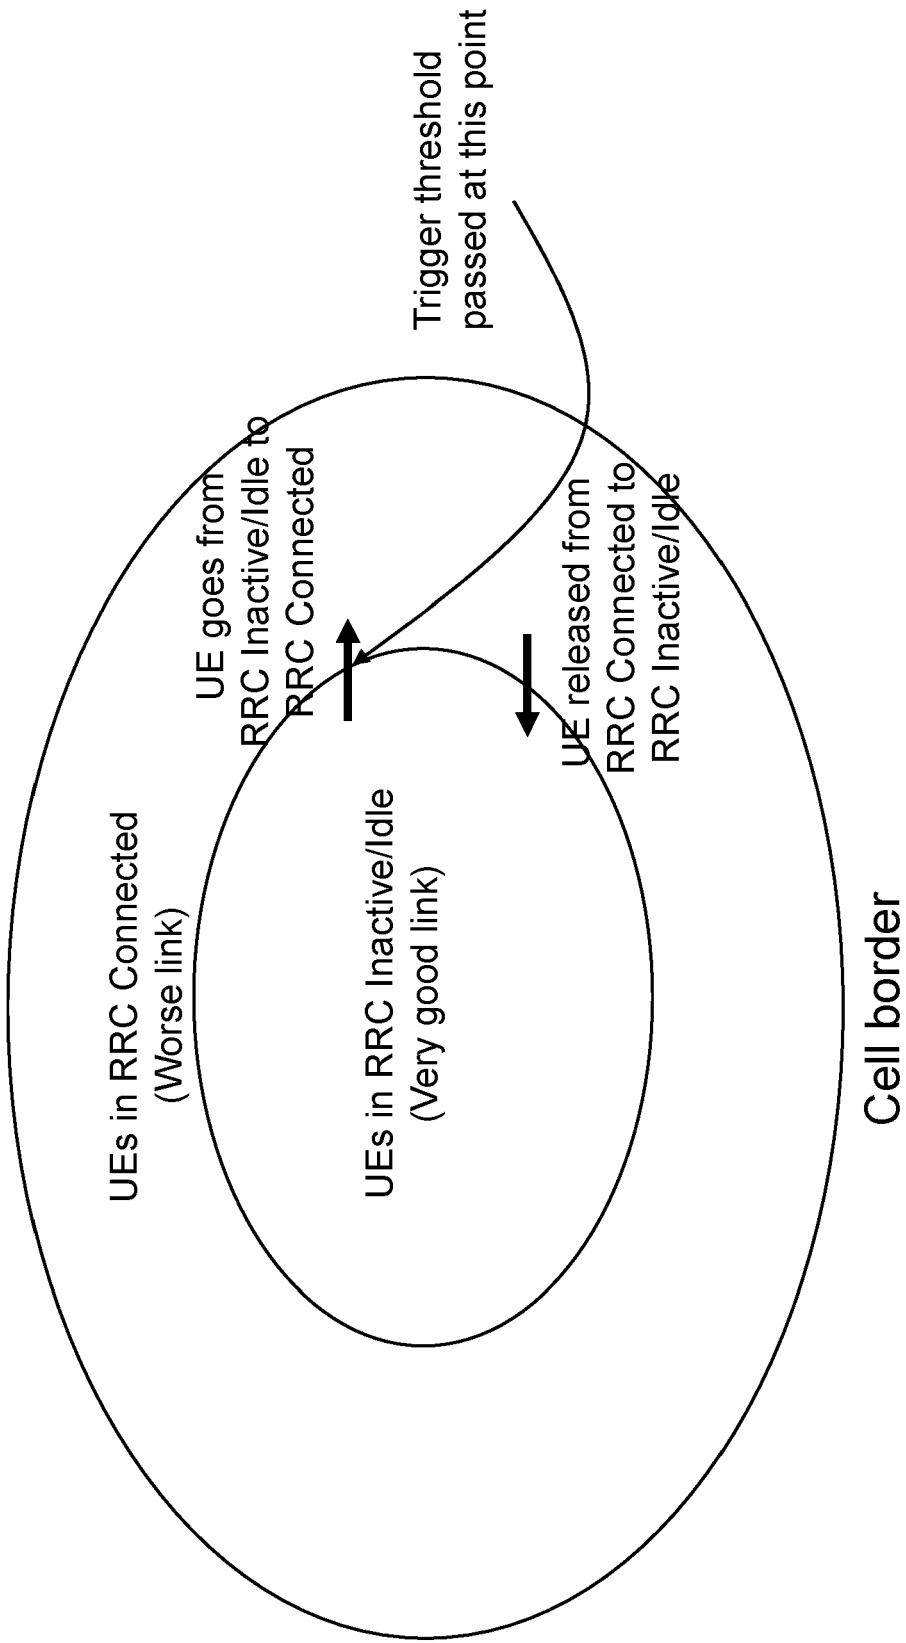 UEs in RRC Connected
(Worse link)
UE goes from
RRC Inactive/Idle to
RRC Connected
Trigger threshold
passed at this point
UEs in RRC Inactive/Idle
(Very good link)
UE released from
RRC Connected to
RRC Inactive/Idle
Cell border